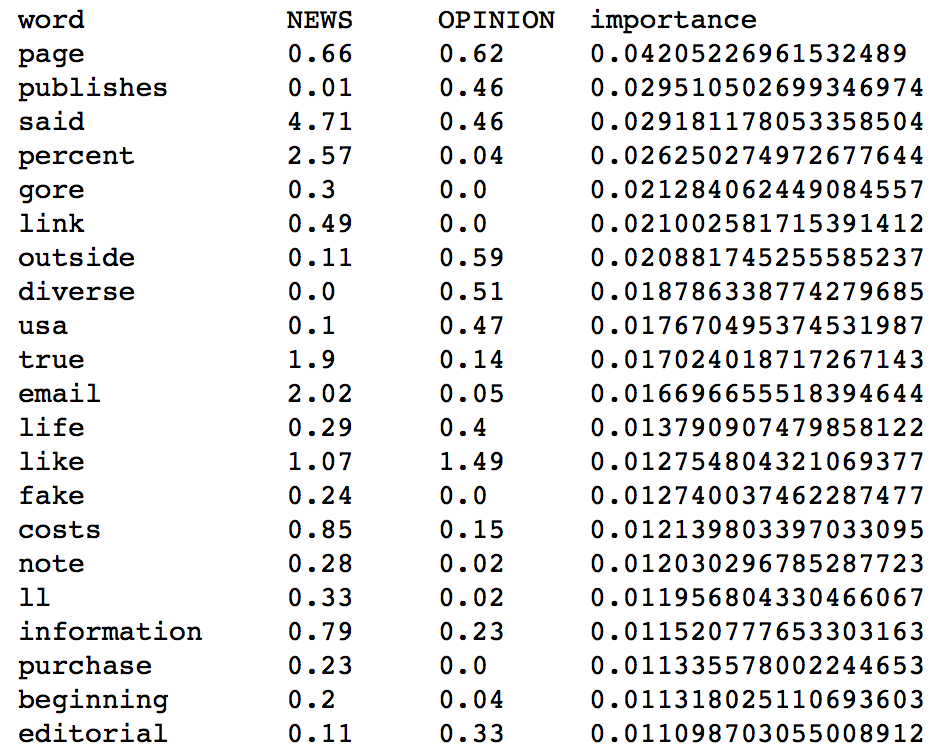 word NEWS OPINION importance
page 0.66 0.62 0.04205226961532489
publishes 0.01 0.46 0.029510502699346974
said 4.71 0.46 0.029181178053358504
percent 2.57 0.04 0.026250274972677644
gore 0.3 0.0 0.021284062449084557
link 0.49 0.0 0.021002581715391412
outside 0.11 0.59 0.020881745255585237
diverse 0.0 0.51 0.018786338774279685
usa 0.1 0.47 0.017670495374531987
true 1.9 0.14 0.017024018717267143
email 2.02 0.05 0.016696655518394644
life 0.29 0.4 0.013790907479858122
like 1.07 1.49 0.012754804321069377
fake 0.24 0.0 0.012740037462287477
costs 0.85 0.15 0.012139803397033095
note 0.28 0.02 0.012030296785287723
ll 0.33 0.02 0.011956804330466067
information 0.79 0.23 0.011520777653303163
purchase 0.23 0.0 0.011335578002244653
beginning 0.2 0.04 0.011318025110693603
editorial 0.11 0.33 0.011098703055008912